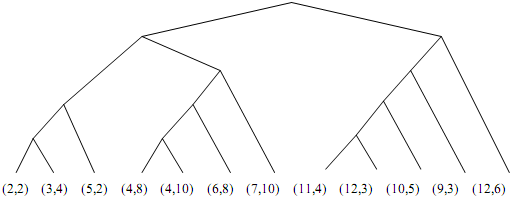 (2,2) (3,4) (5,2) (4,8) (4,10) (6,8) (7,10) (11,4) (12,3) (10,5) (9,3) (12,6)